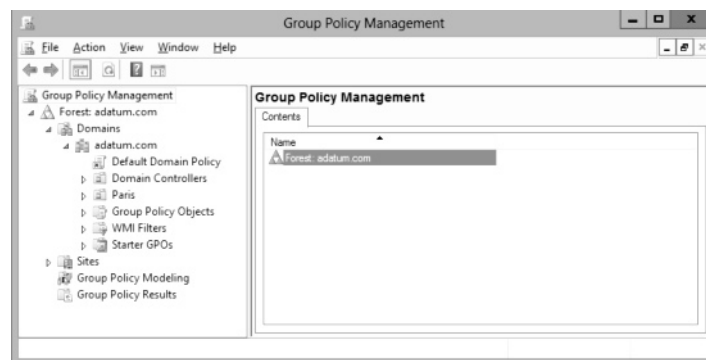 Group Policy Management
File Action View Window Help
Group Policy Management
Forest: adatum.com
Domains
adatum.com
Default Domain Policy
Domain Controllers
Paris
Group Policy Objects
WMI Filters
Starter GPOs
Sites
Group Policy Modeling
Group Policy Results
Group Policy Management
Contents
Name
Forest: adatum.com